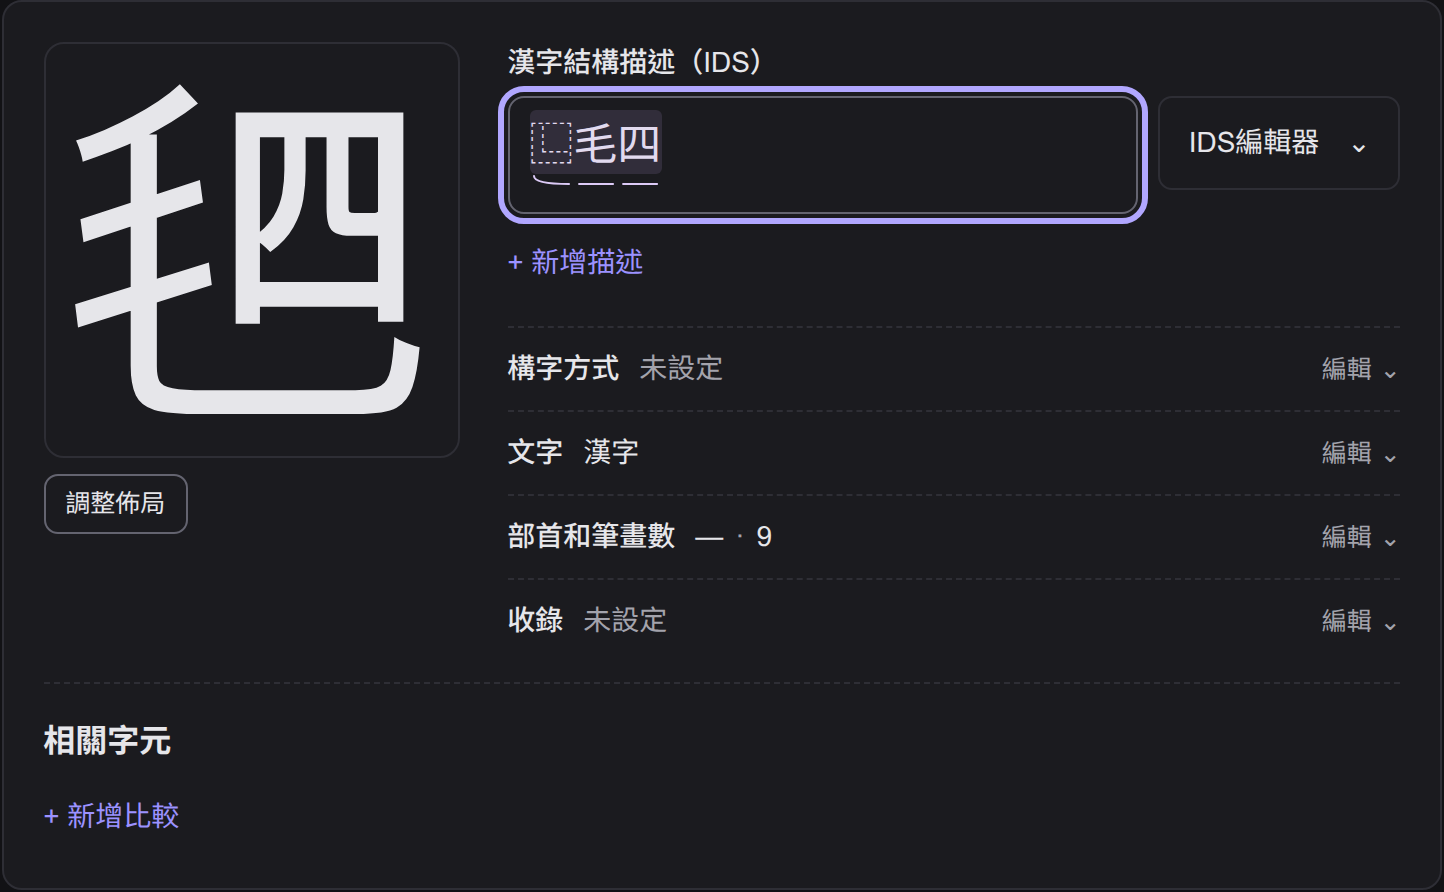 ⿺毛四
漢字結構描述（IDS）
⿺毛四
IDS編輯器
+ 新增描述
構字方式 未設定 編輯
文字 漢字 編輯
部首和筆畫數 — · 9 編輯
收錄 未設定 編輯
調整佈局
相關字元
+ 新增比較